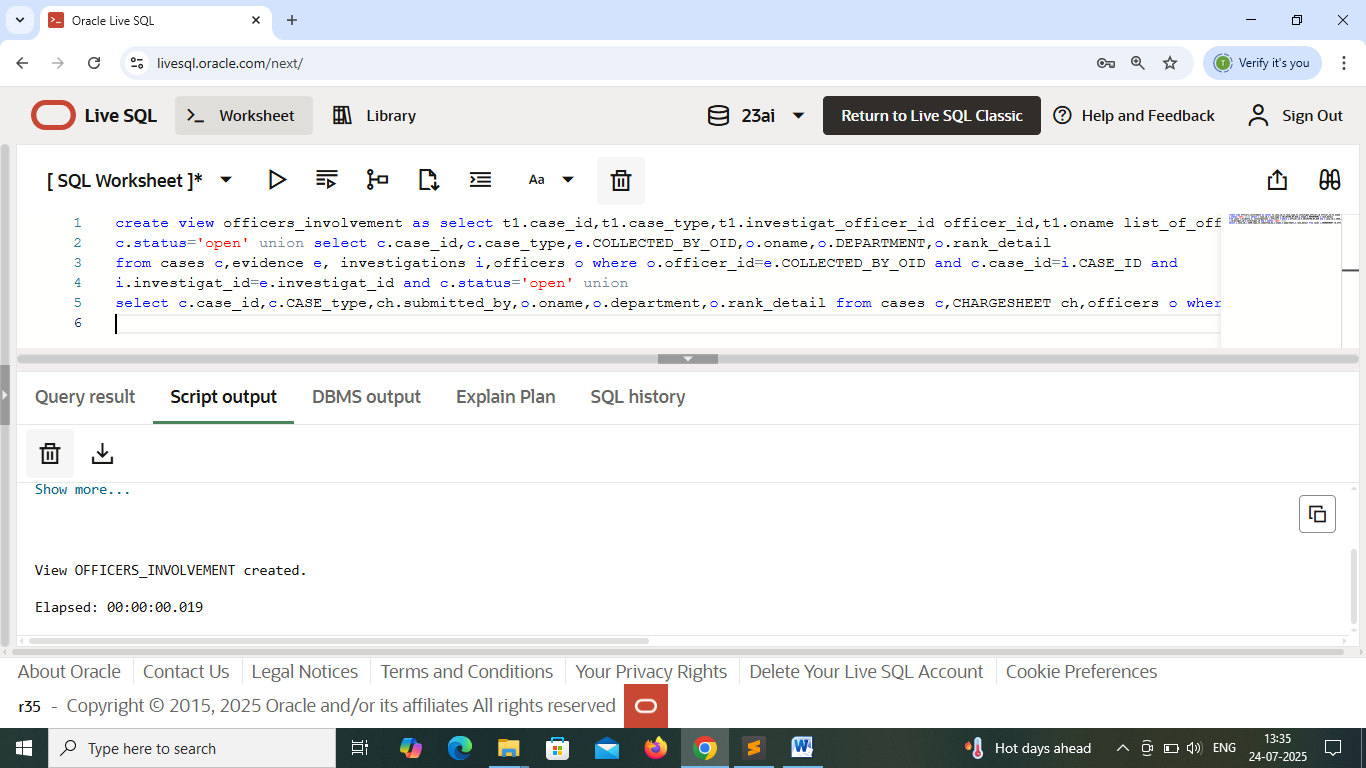 Oracle Live SQL
livesql.oracle.com/next/
T
Verify it's you
Live SQL
Worksheet
Library
23ai
Return to Live SQL Classic
Help and Feedback
Sign Out
[ SQL Worksheet ]*
Aa
1 create view officers_involvement as select t1.case_id,t1.case_type,t1.investigat_officer_id officer_id,t1.oname list_of_off
2 c.status='open' union select c.case_id,c.case_type,e.COLLECTED_BY_OID,o.oname,o.DEPARTMENT,o.rank_detail
3 from cases c,evidence e, investigations i,officers o where o.officer_id=e.COLLECTED_BY_OID and c.case_id=i.CASE_ID and
4 i.investigat_id=e.investigat_id and c.status='open' union
5 select c.case_id,c.CASE_type,ch.submitted_by,o.oname,o.department,o.rank_detail from cases c,CHARGESHEET ch,officers o wher
6
Query result
Script output
DBMS output
Explain Plan
SQL history
Show more...
View OFFICERS_INVOLVEMENT created.
Elapsed: 00:00:00.019
About Oracle
Contact Us
Legal Notices
Terms and Conditions
Your Privacy Rights
Delete Your Live SQL Account
Cookie Preferences
r35 - Copyright © 2015, 2025 Oracle and/or its affiliates All rights reserved
Type here to search
Hot days ahead
ENG
13:35
24-07-2025